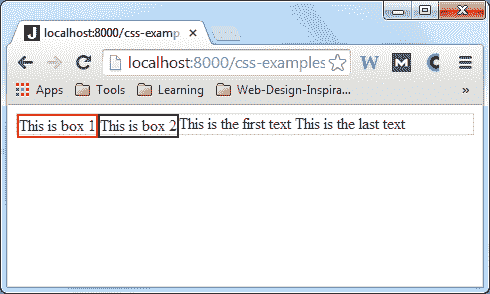 J localhost:8000/css-examp
localhost:8000/css-examples
W M C
Apps Tools Learning Web-Design-Inspira... »
This is box 1 This is box 2 This is the first text This is the last text